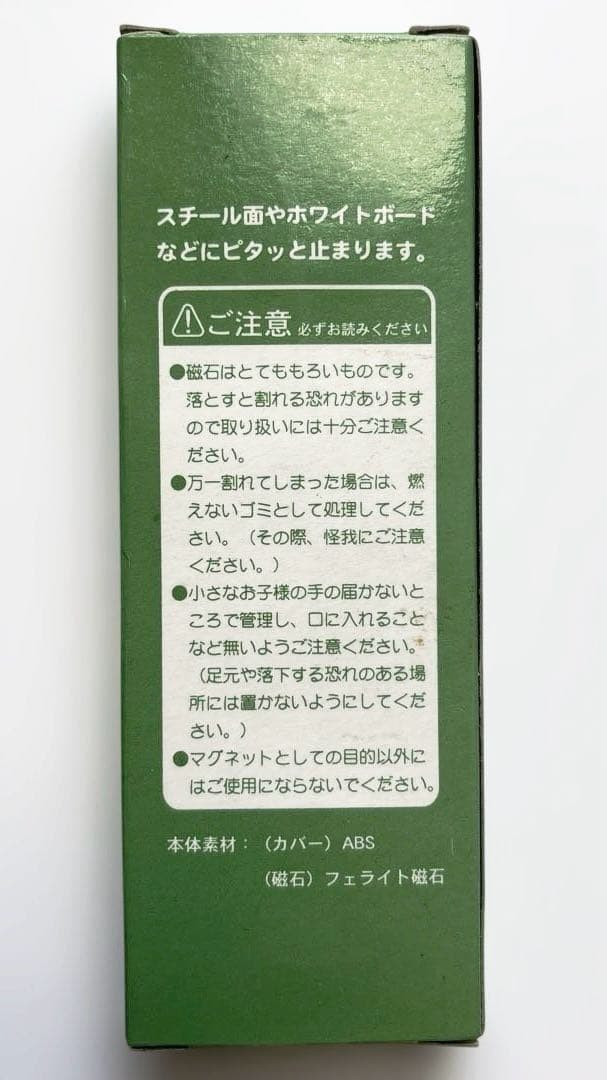 スチール面やホワイトボード
などにピタッと止まります。
ご注意 必ずお読みください
●磁石はとてももろいものです。
落とすと割れる恐れがあります
ので取り扱いには十分ご注意く
ださい。
●万一割れてしまった場合は、燃
えないゴミとして処理してくだ
さい。（その際、怪我にご注意
ください。）
●小さなお子様の手の届かないと
ころで管理し、口に入れること
など無いようご注意ください。
（足元や落下する恐れのある場
所には置かないようにしてくだ
さい。）
●マグネットとしての目的以外に
はご使用にならないでください。
本体素材：（カバー）ABS
（磁石）フェライト磁石